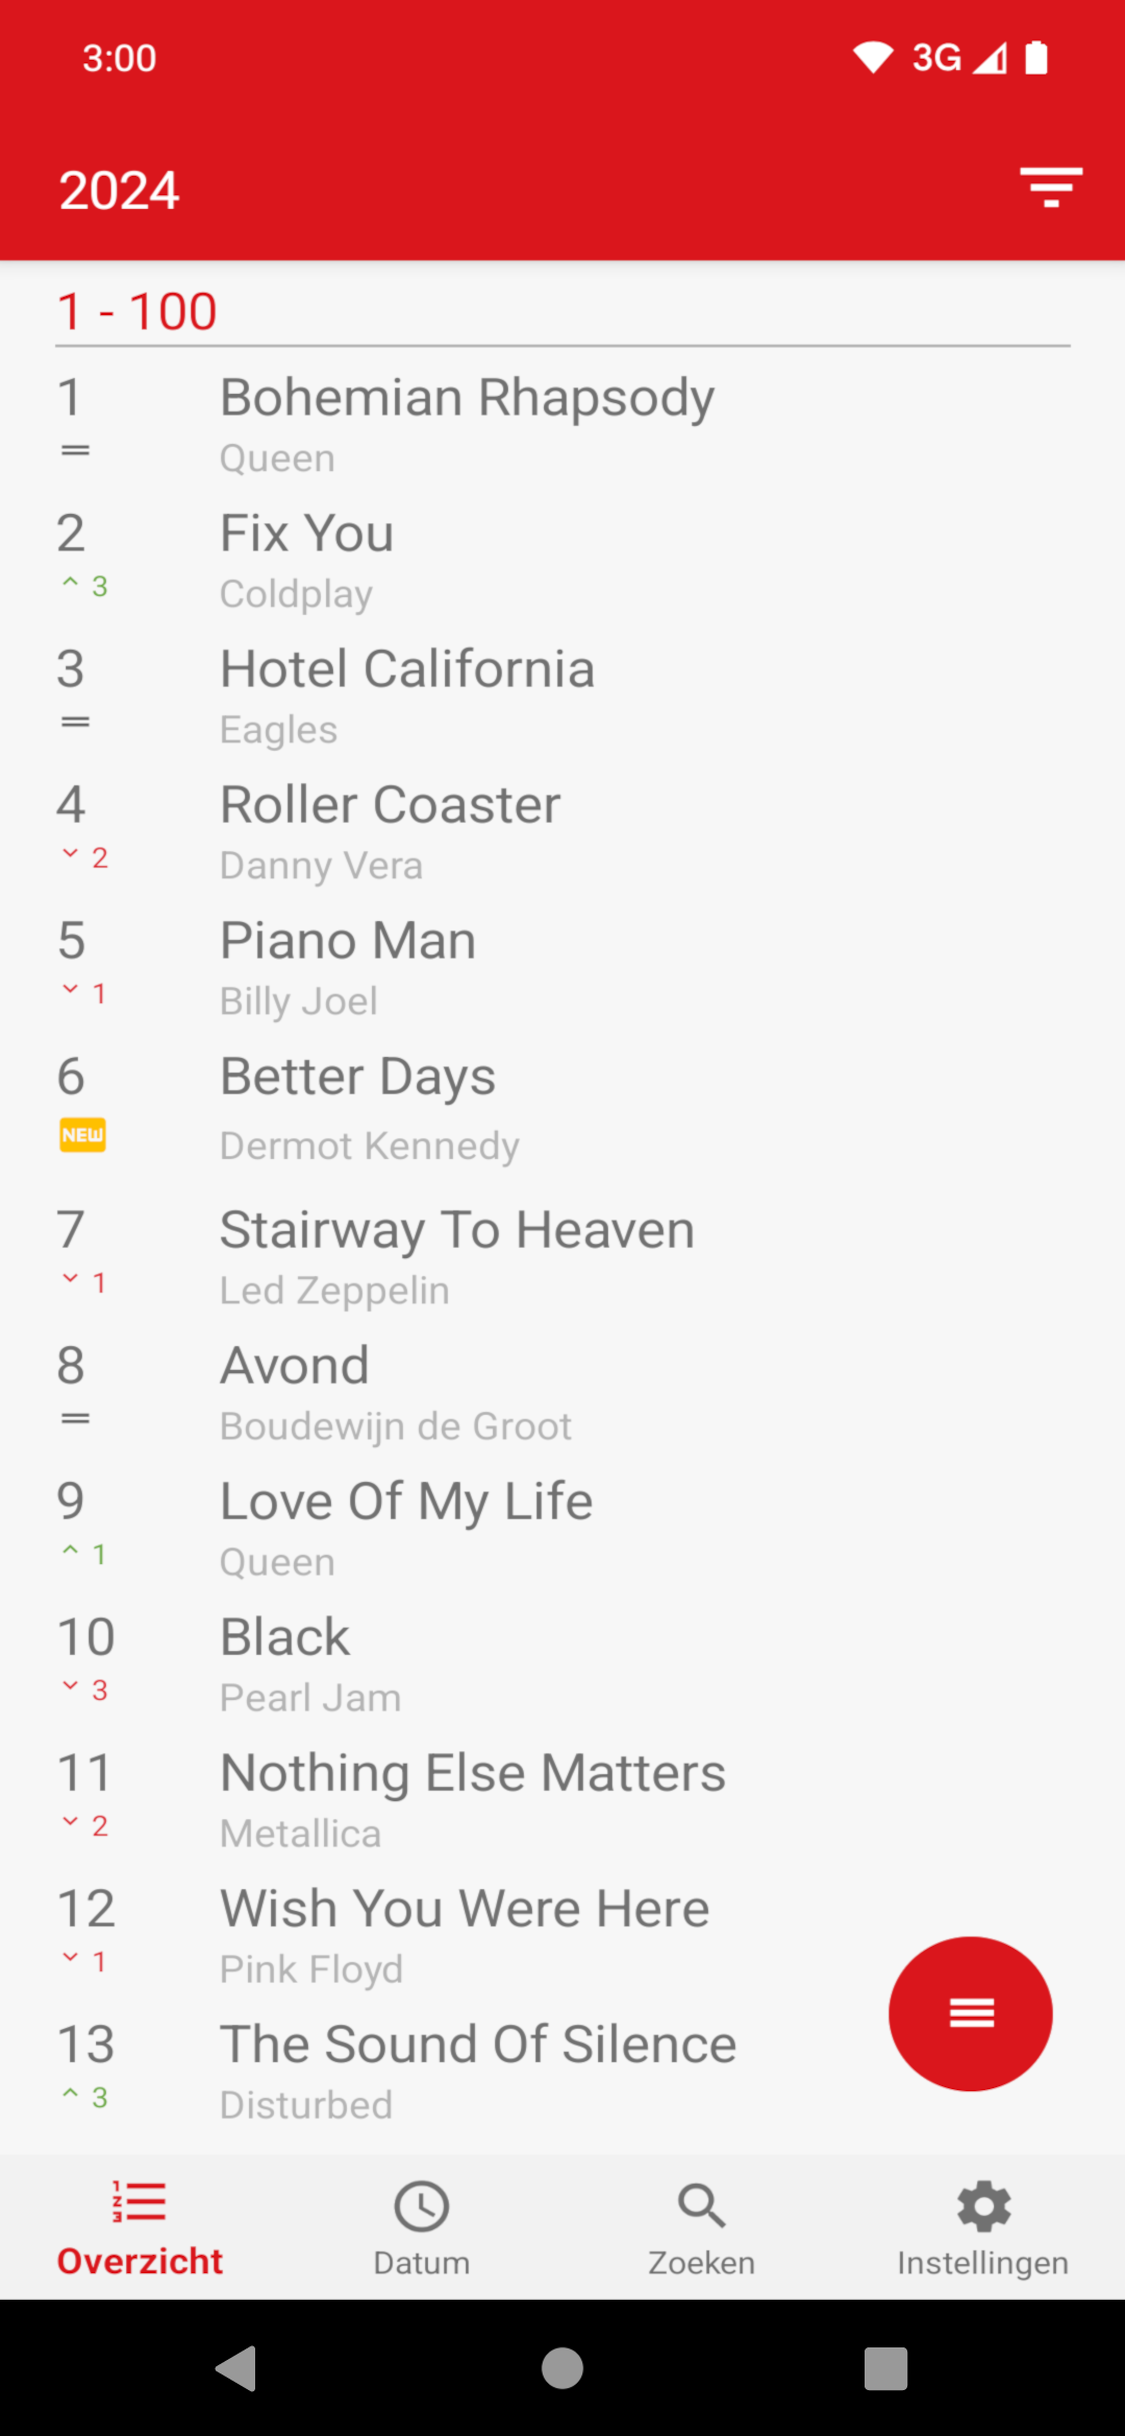 3:00
3G
2024
1 - 100
1
Bohemian Rhapsody
=
Queen
2
Fix You
3
Coldplay
3
Hotel California
=
Eagles
4
Roller Coaster
2
Danny Vera
5
Piano Man
1
Billy Joel
6
Better Days
NEW
Dermot Kennedy
7
Stairway To Heaven
1
Led Zeppelin
8
Avond
=
Boudewijn de Groot
9
Love Of My Life
1
Queen
10
Black
3
Pearl Jam
11
Nothing Else Matters
2
Metallica
12
Wish You Were Here
1
Pink Floyd
13
The Sound Of Silence
3
Disturbed
Overzicht
Datum
Zoeken
Instellingen